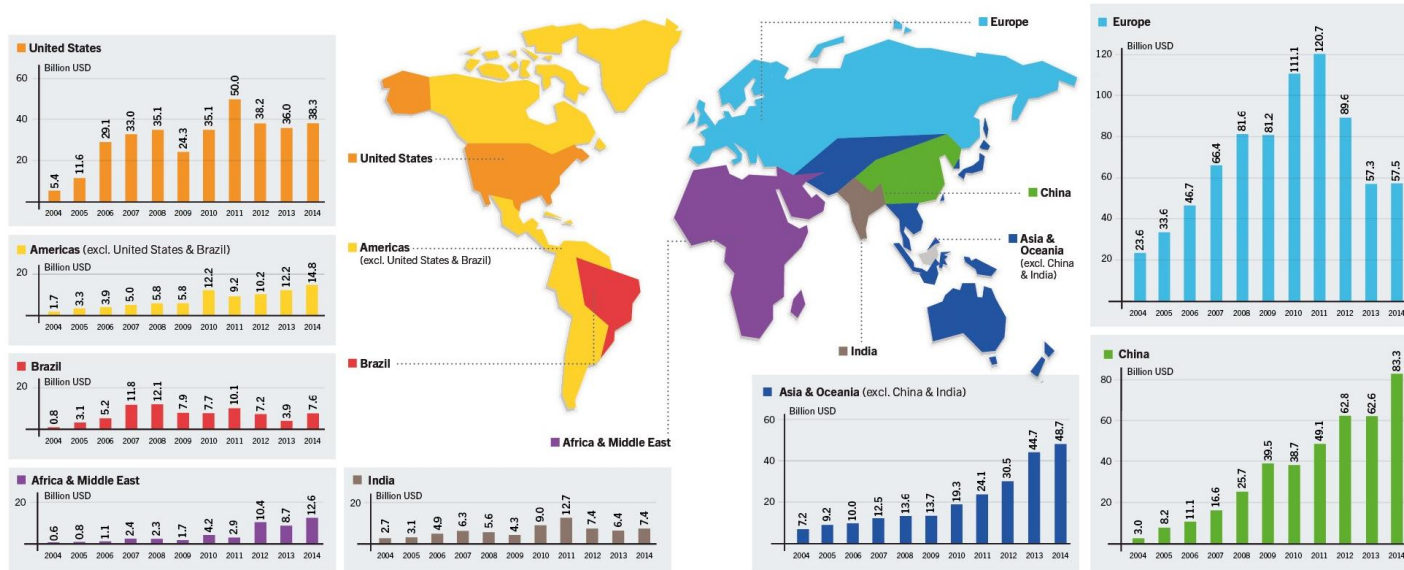 United States
Billion USD
60
40
20
5.4 11.6 29.1 33.0 35.1 24.3 35.1 50.0 38.2 36.0 38.3
2004 2005 2006 2007 2008 2009 2010 2011 2012 2013 2014
Americas (excl. United States & Brazil)
Billion USD
20
1.7 3.3 3.9 5.0 5.8 5.8 12.2 9.2 10.2 12.2 14.8
2004 2005 2006 2007 2008 2009 2010 2011 2012 2013 2014
Brazil
Billion USD
20
0.8 3.1 5.2 11.8 12.1 7.9 7.7 10.1 7.2 3.9 7.6
2004 2005 2006 2007 2008 2009 2010 2011 2012 2013 2014
Africa & Middle East
Billion USD
20
0.6 0.8 1.1 2.4 2.3 1.7 4.2 2.9 10.4 8.7 12.6
2004 2005 2006 2007 2008 2009 2010 2011 2012 2013 2014
United States
Americas
(excl. United States & Brazil)
Brazil
Africa & Middle East
Europe
China
Asia &
Oceania
(excl. China
& India)
India
India
Billion USD
20
2.7 3.1 4.9 6.3 5.6 4.3 9.0 12.7 7.4 6.4 7.4
2004 2005 2006 2007 2008 2009 2010 2011 2012 2013 2014
Asia & Oceania (excl. China & India)
Billion USD
60
40
20
7.2 9.2 10.0 12.5 13.6 13.7 19.3 24.1 30.5 44.7 48.7
2004 2005 2006 2007 2008 2009 2010 2011 2012 2013 2014
Europe
Billion USD
120
100
80
60
40
20
23.6 33.6 46.7 66.4 81.6 81.2 111.1 120.7 89.6 57.3 57.5
2004 2005 2006 2007 2008 2009 2010 2011 2012 2013 2014
China
Billion USD
80
60
40
20
3.0 8.2 11.1 16.6 25.7 39.5 38.7 49.1 62.8 62.6 83.3
2004 2005 2006 2007 2008 2009 2010 2011 2012 2013 2014